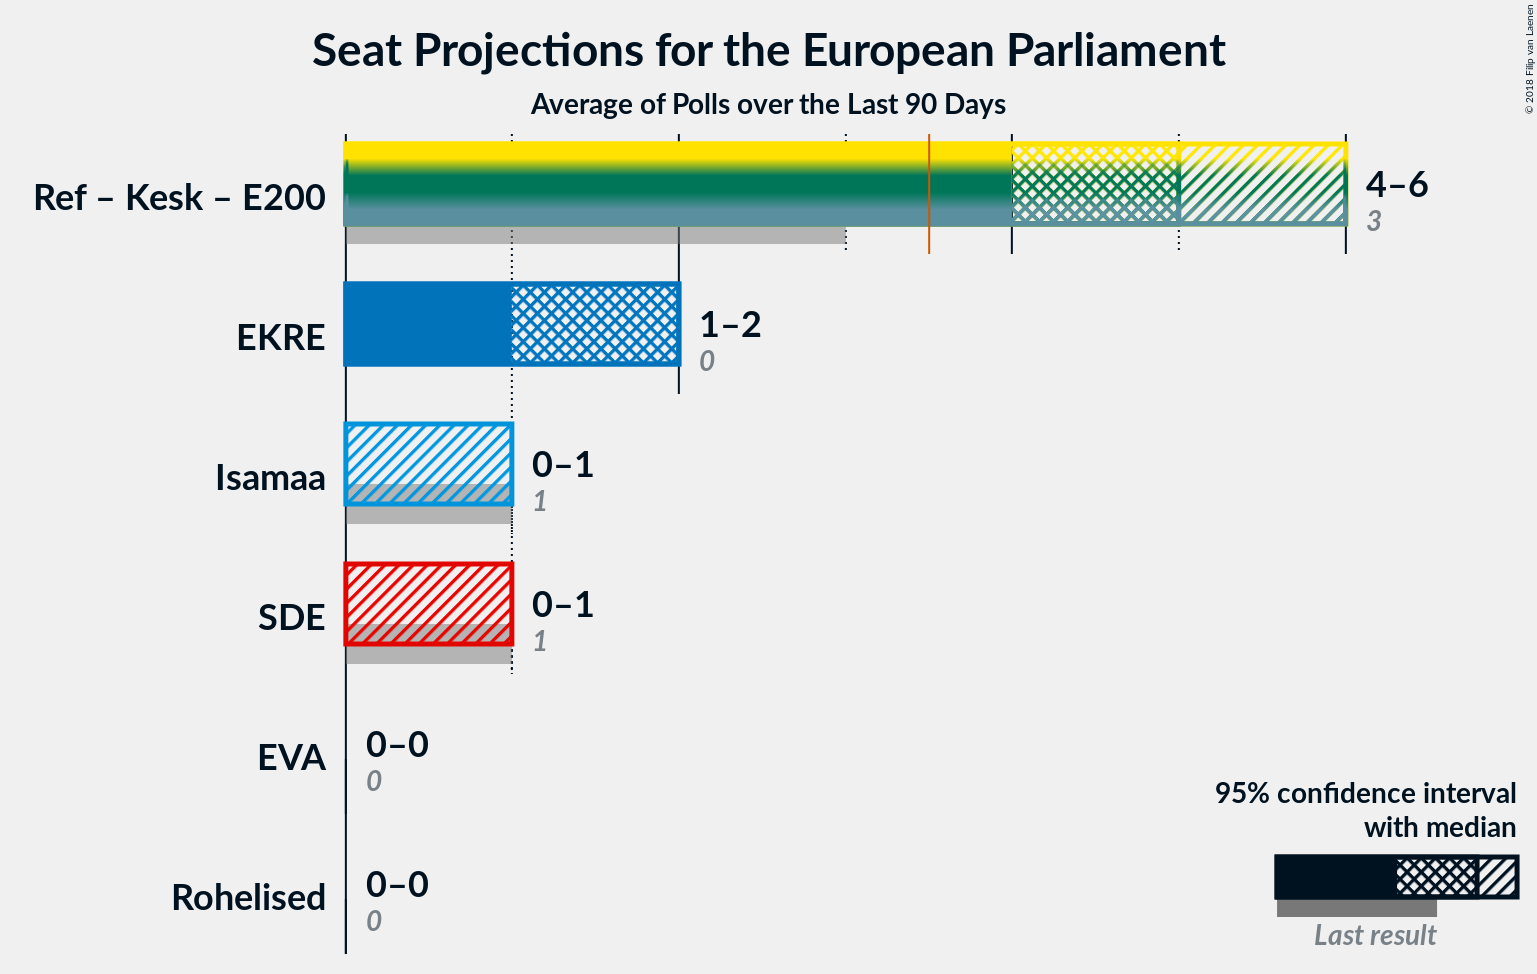 Seat Projections for the European Parliament
Average of Polls over the Last 90 Days
© 2018 Filip van Laenen
Ref – Kesk – E200
4–6
3
EKRE
1–2
0
Isamaa
0–1
1
SDE
0–1
1
EVA
0–0
0
Rohelised
0–0
0
95% confidence interval
with median
Last result